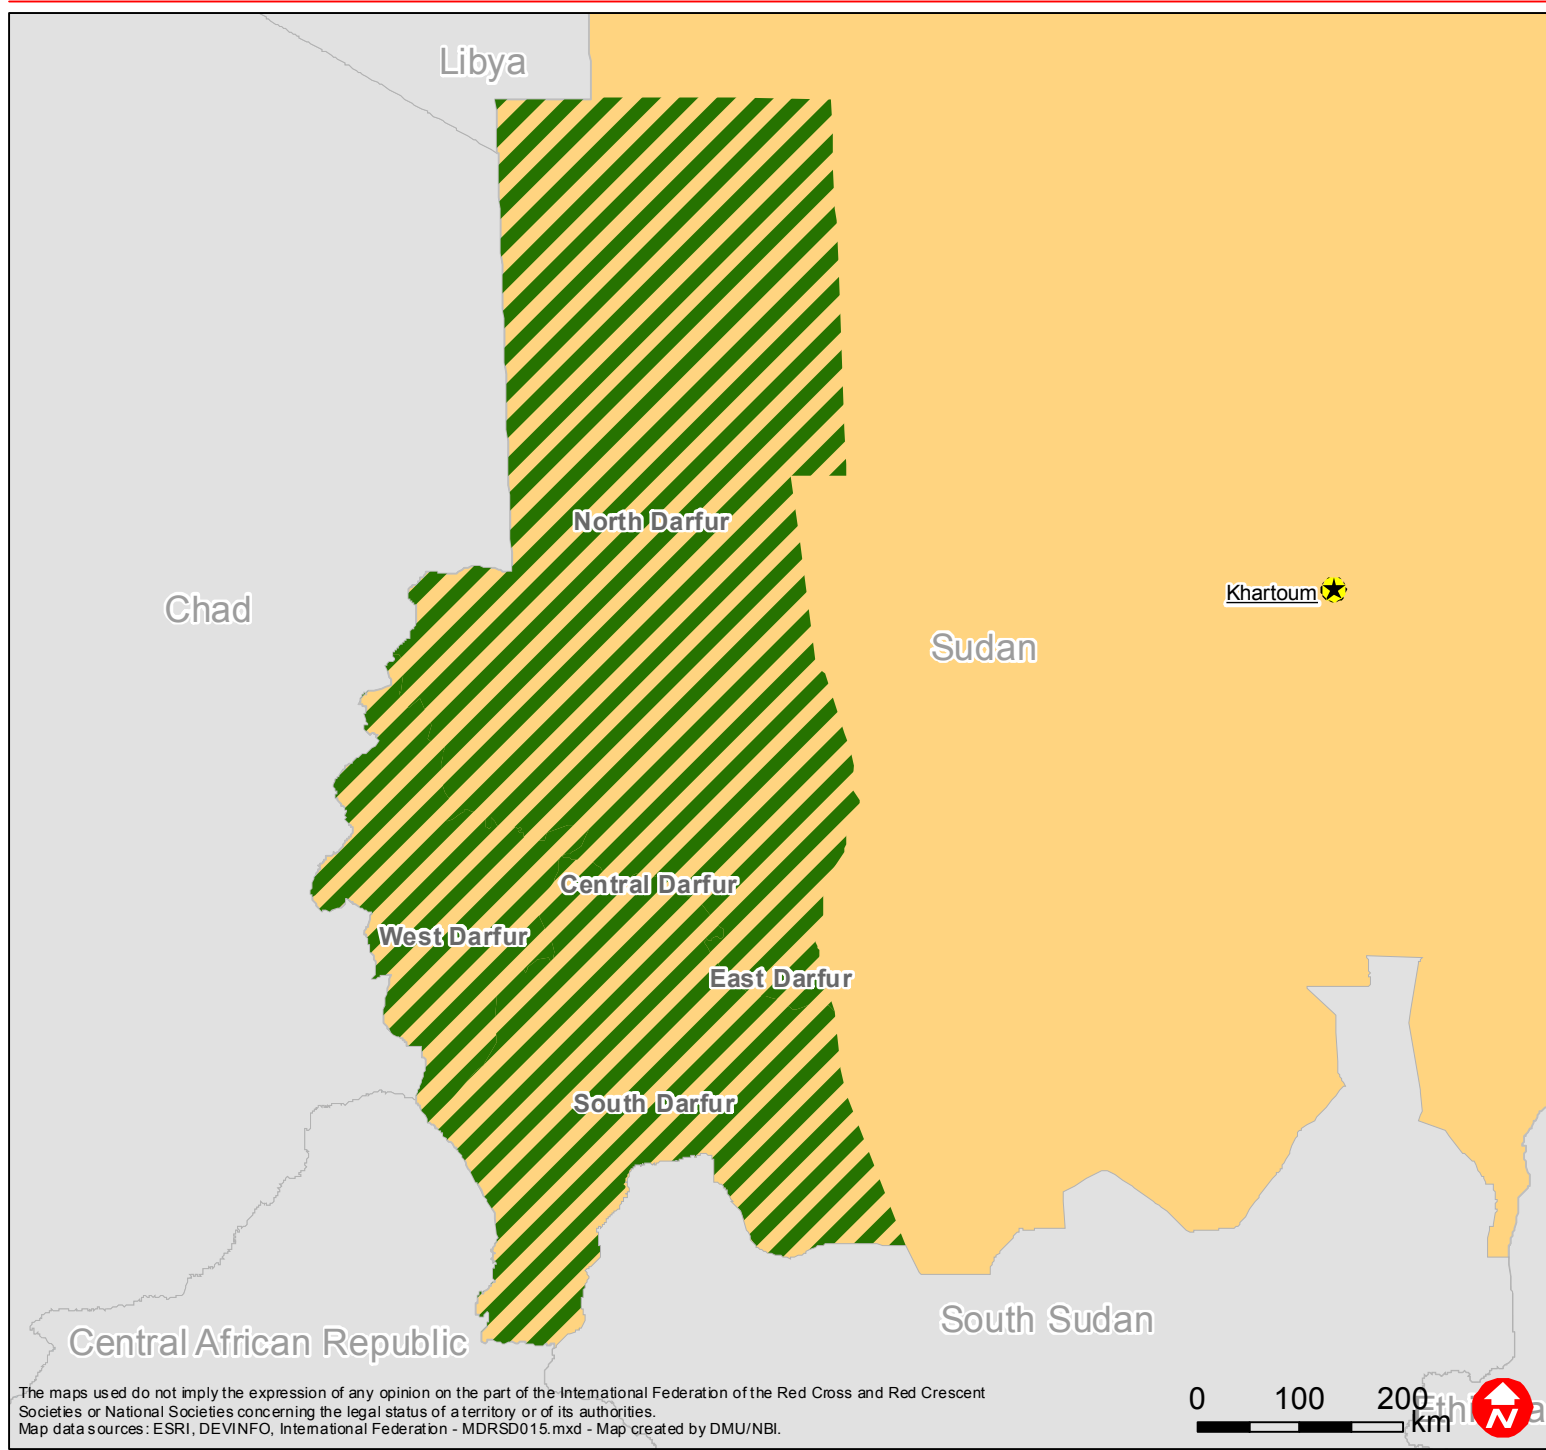 Libya
North Darfur
Khartoum
Chad
Sudan
Central Darfur
West Darfur
East Darfur
South Darfur
South Sudan
Central African Republic
The maps used do not imply the expression of any opinion on the part of the International Federation of the Red Cross and Red Crescent
Societies or National Societies concerning the legal status of a territory or of its authorities.
Map data sources: ESRI, DEVINFO, International Federation - MDRSD015.mxd - Map created by DMU/NBI.
0 100 200
km
N